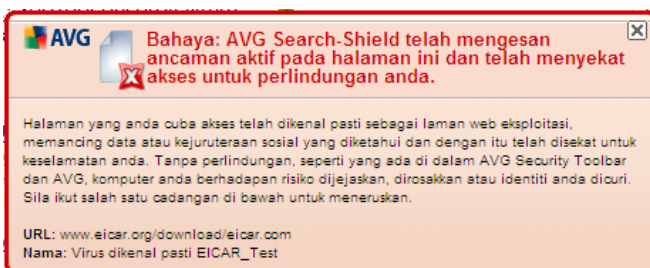 AVG
Bahaya: AVG Search-Shield telah mengesan
ancaman aktif pada halaman ini dan telah menyekat
akses untuk perlindungan anda.
Halaman yang anda cuba akses telah dikenal pasti sebagai laman web eksploitasi,
memancing data atau kejuruteraan sosial yang diketahui dan dengan itu telah disekat untuk
keselamatan anda. Tanpa perlindungan, seperti yang ada di dalam AVG Security Toolbar
dan AVG, komputer anda berhadapan risiko dijejaskan, dirosakkan atau identiti anda dicuri.
Sila ikut salah satu cadangan di bawah untuk meneruskan.
URL: www.eicar.org/download/eicar.com
Nama: Virus dikenal pasti EICAR_Test